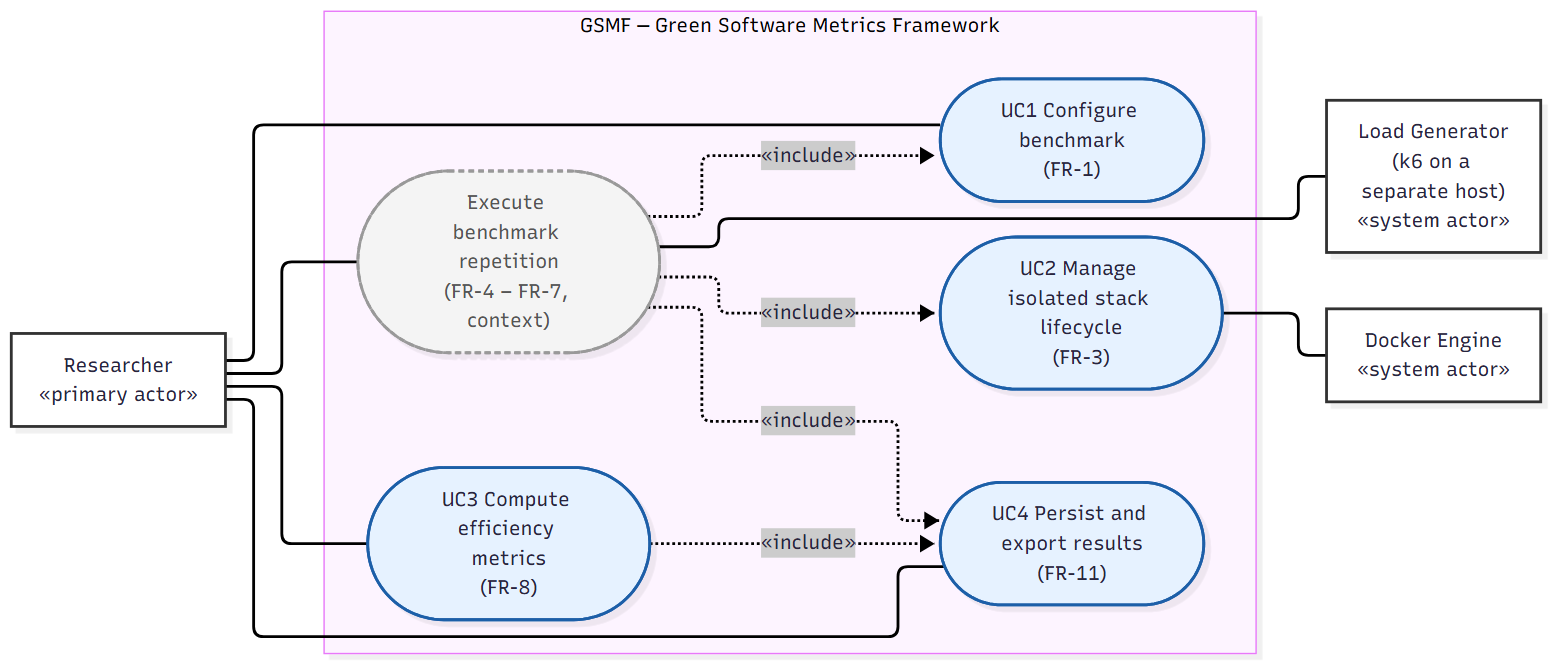 GSMF – Green Software Metrics Framework
UC1 Configure
benchmark
(FR-1)
Load Generator
(k6 on a
separate host)
«system actor»
«include»
Execute
benchmark
repetition
(FR-4 – FR-7,
context)
UC2 Manage
isolated stack
lifecycle
(FR-3)
«include»
Docker Engine
«system actor»
Researcher
«primary actor»
«include»
UC3 Compute
efficiency
metrics
(FR-8)
«include»
UC4 Persist and
export results
(FR-11)